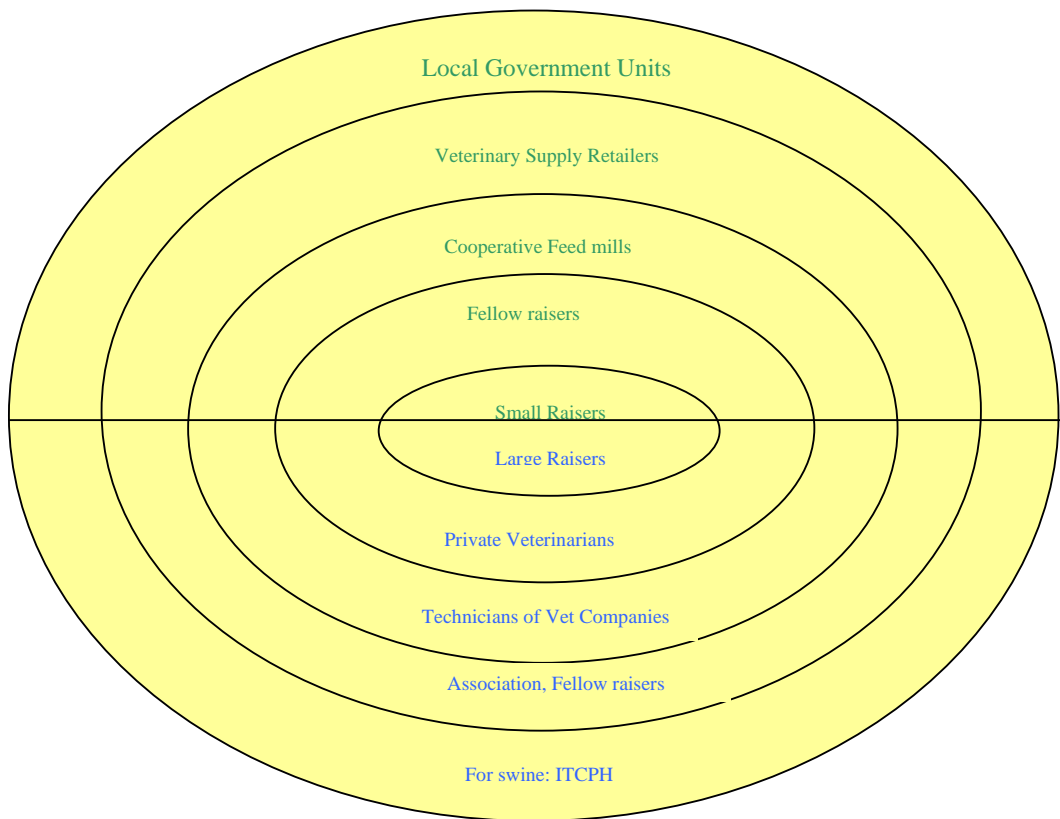 Local Government Units
Veterinary Supply Retailers
Cooperative Feed mills
Fellow raisers
Small Raisers
Large Raisers
Private Veterinarians
Technicians of Vet Companies
Association, Fellow raisers
For swine: ITCPH